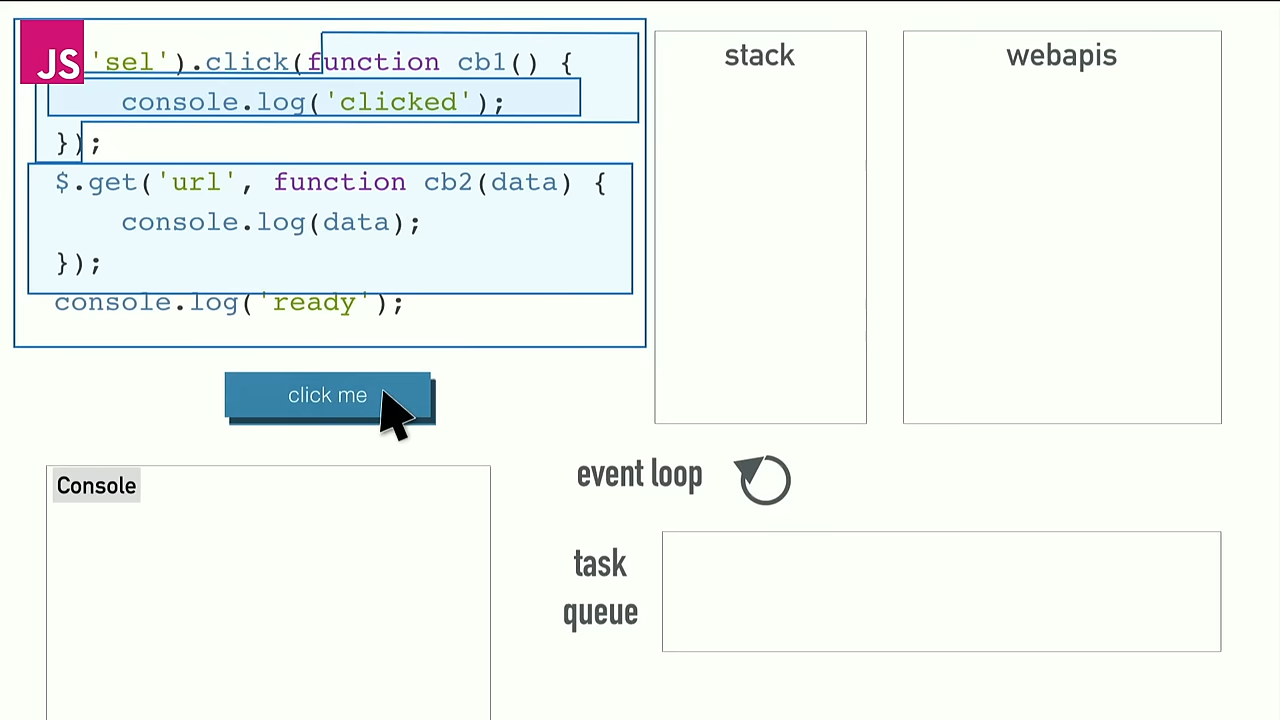 JS 'sel').click(function cb1() {
console.log('clicked');
});
$.get('url', function cb2(data) {
console.log(data);
});
console.log('ready');
click me
Console
stack
webapis
event loop
task
queue